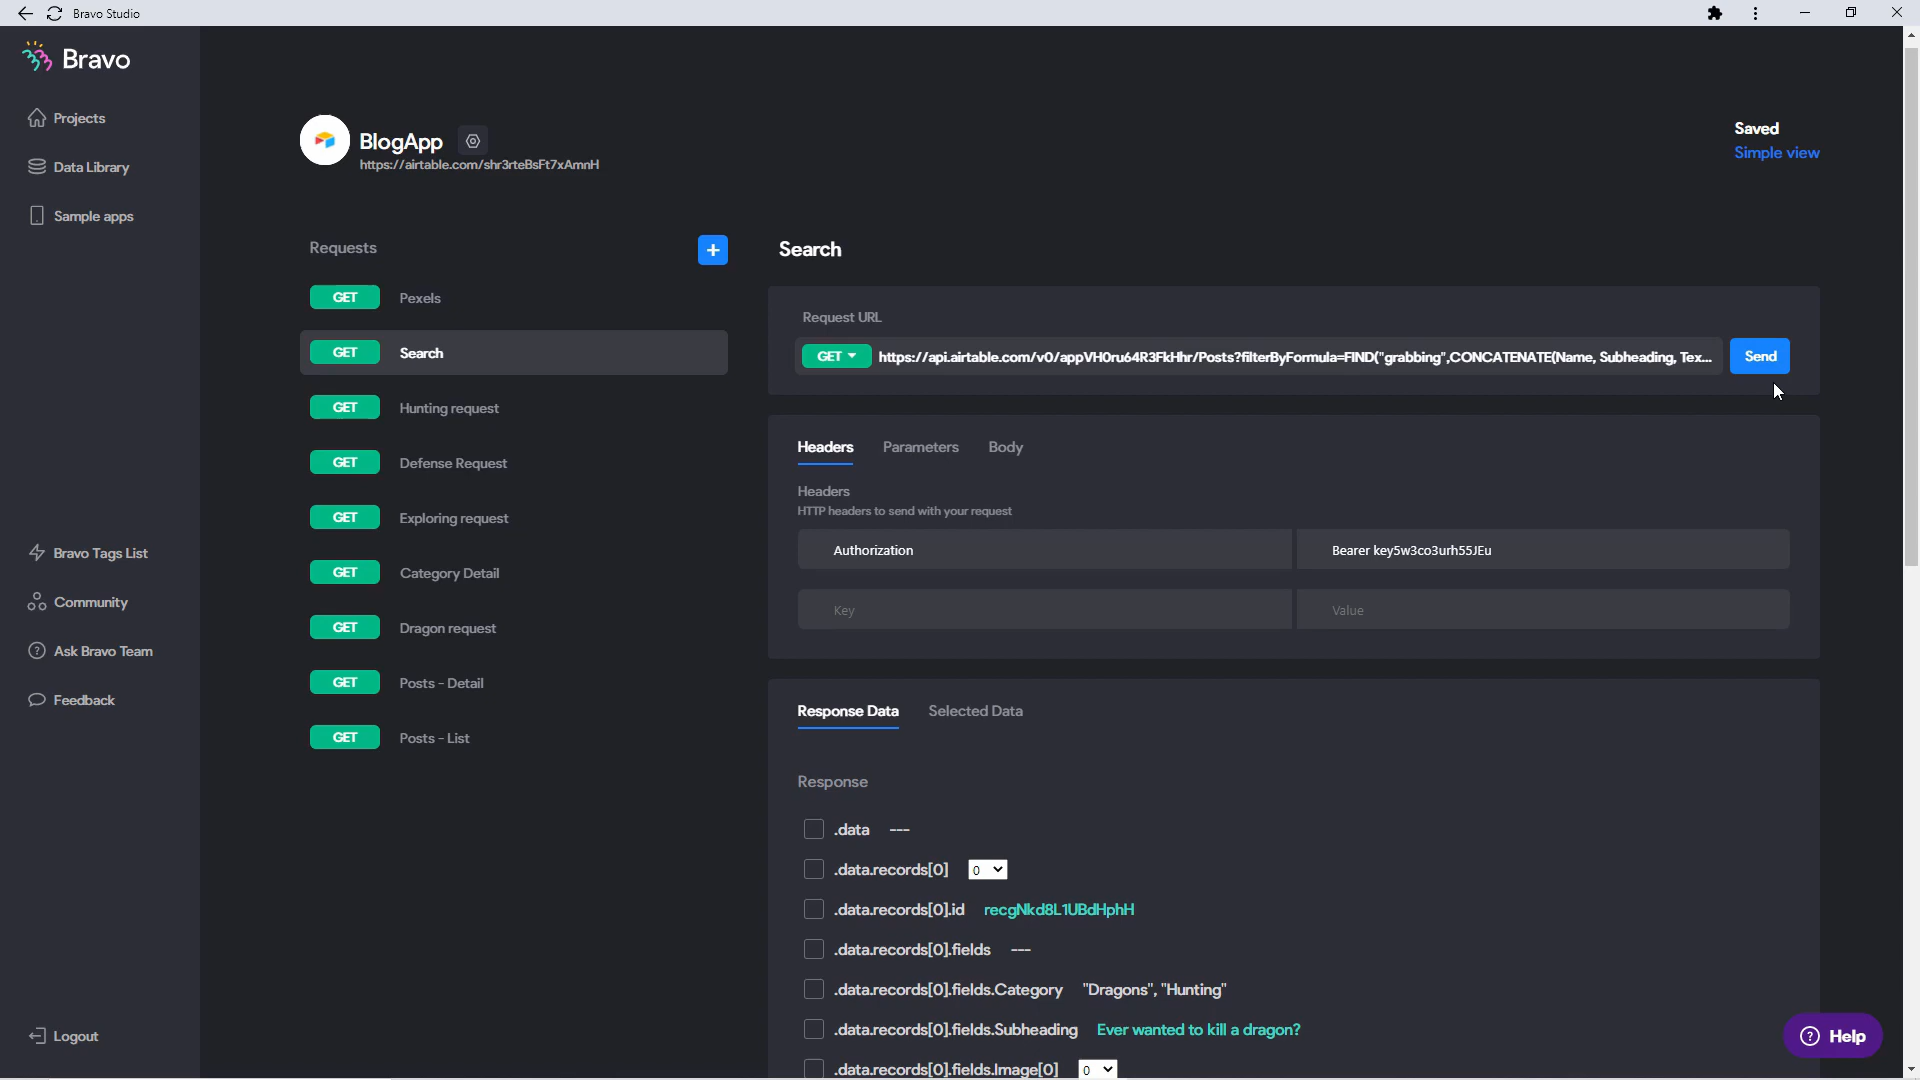 Bravo Studio
Bravo
Projects
Data Library
Sample apps
Bravo Tags List
Community
Ask Bravo Team
Feedback
Logout
BlogApp
https://airtable.com/shr3rteBsFt7xAmnH
Saved
Simple view
Requests
+
GET Pexels
GET Search
GET Hunting request
GET Defense Request
GET Exploring request
GET Category Detail
GET Dragon request
GET Posts - Detail
GET Posts - List
Search
Request URL
GET https://api.airtable.com/v0/appVH0ru64R3FkHhr/Posts?filterByFormula=FIND("grabbing",CONCATENATE(Name, Subheading, Tex... Send
Headers Parameters Body
Headers
HTTP headers to send with your request
Authorization Bearer key5w3co3urh55JEu
Key Value
Response Data Selected Data
Response
.data ---
.data.records[0] 0
.data.records[0].id recgNkd8L1UBdHphH
.data.records[0].fields ---
.data.records[0].fields.Category "Dragons", "Hunting"
.data.records[0].fields.Subheading Ever wanted to kill a dragon?
.data.records[0].fields.Image[0] 0
Help